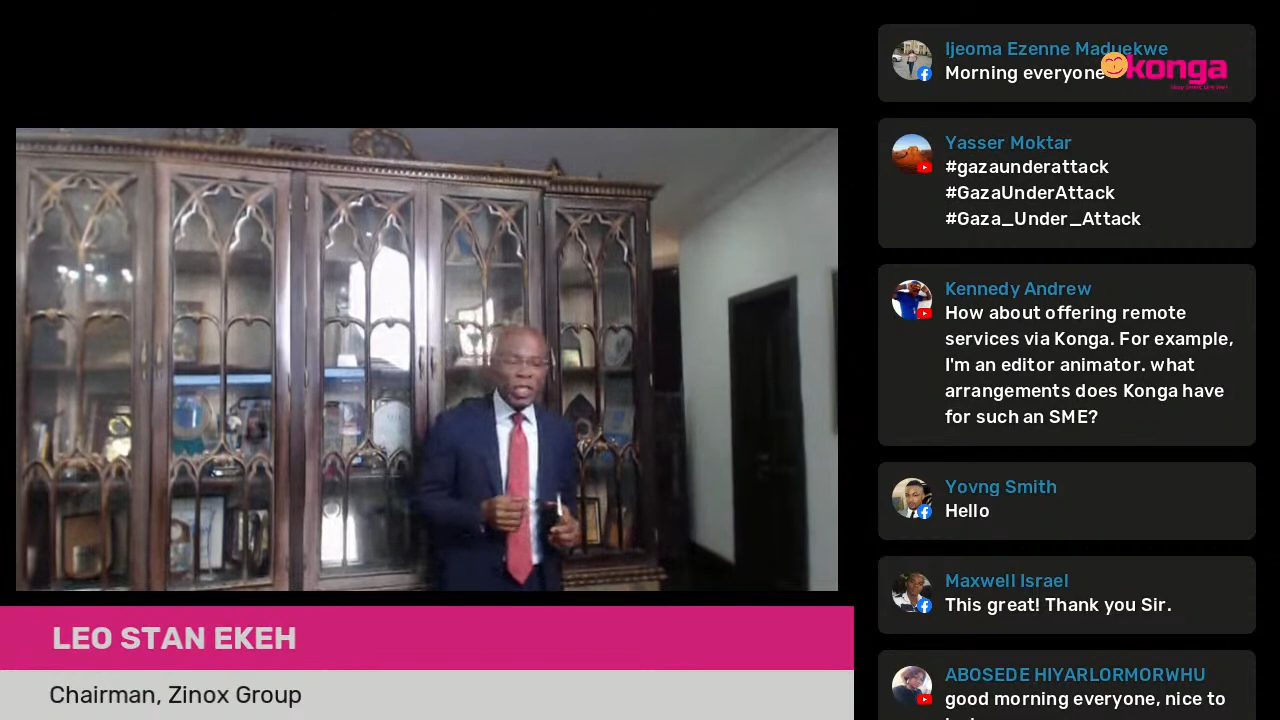 LEO STAN EKEH
Chairman, Zinox Group
Ijeoma Ezenne Maduekwe
Morning everyone
konga
Yasser Moktar
#gazaunderattack
#GazaUnderAttack
#Gaza_Under_Attack
Kennedy Andrew
How about offering remote
services via Konga. For example,
I'm an editor animator. what
arrangements does Konga have
for such an SME?
Yovng Smith
Hello
Maxwell Israel
This great! Thank you Sir.
ABOSEDE HIYARLORMORWHU
good morning everyone, nice to